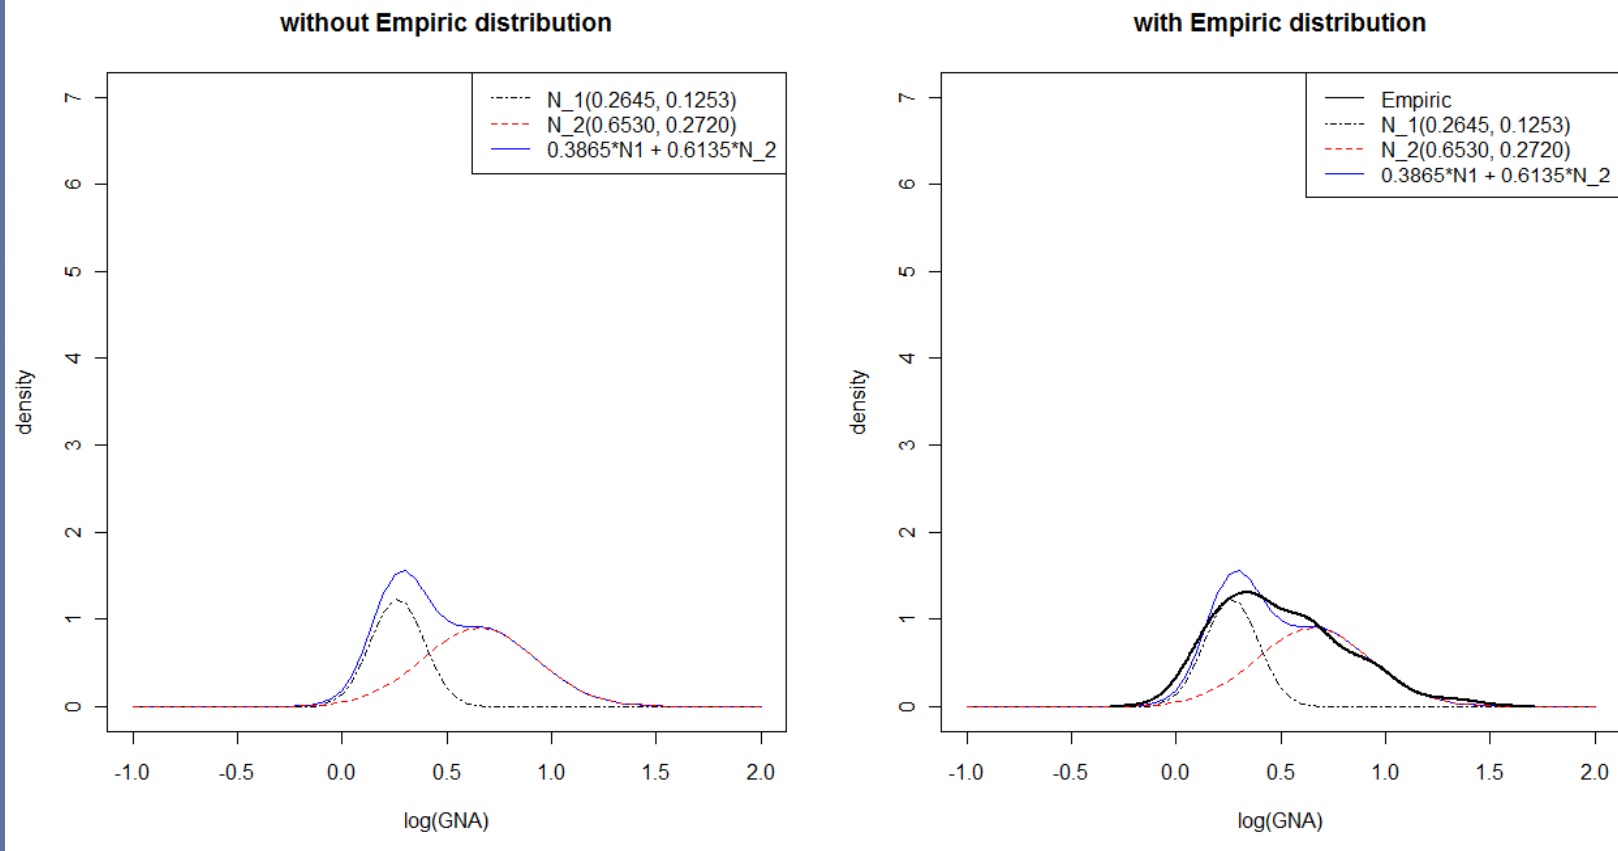 without Empiric distribution
7
6
5
4
3
2
1
0
density
N_1(0.2645, 0.1253)
N_2(0.6530, 0.2720)
0.3865*N1 + 0.6135*N_2
-1.0 -0.5 0.0 0.5 1.0 1.5 2.0
log(GNA)
with Empiric distribution
7
6
5
4
3
2
1
0
density
Empiric
N_1(0.2645, 0.1253)
N_2(0.6530, 0.2720)
0.3865*N1 + 0.6135*N_2
-1.0 -0.5 0.0 0.5 1.0 1.5 2.0
log(GNA)